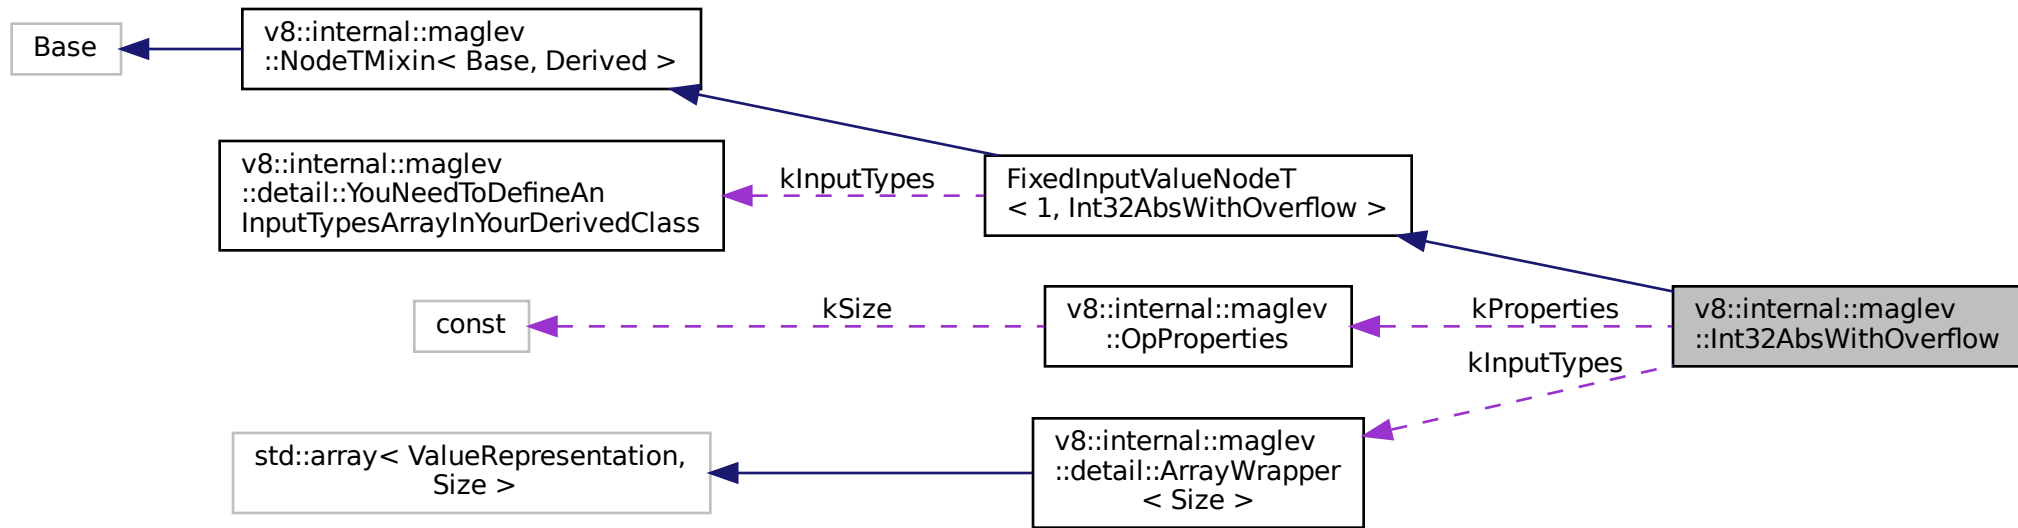 Base
v8::internal::maglev
::NodeTMixin< Base, Derived >
v8::internal::maglev
::detail::YouNeedToDefineAn
InputTypesArrayInYourDerivedClass
kInputTypes
FixedInputValueNodeT
< 1, Int32AbsWithOverflow >
const
kSize
v8::internal::maglev
::OpProperties
kProperties
v8::internal::maglev
::Int32AbsWithOverflow
kInputTypes
std::array< ValueRepresentation,
Size >
v8::internal::maglev
::detail::ArrayWrapper
< Size >